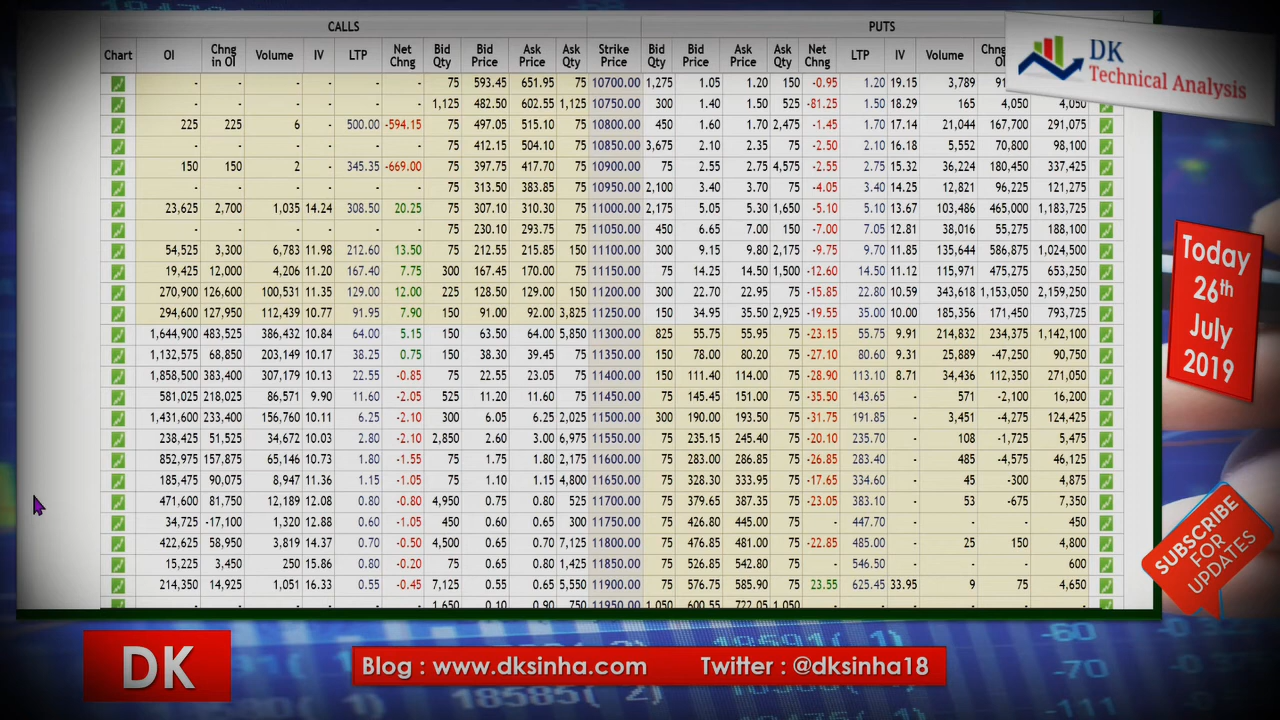 CALLS PUTS
Chart OI Chng in OI Volume IV LTP Net Chng Bid Qty Bid Price Ask Price Ask Qty Strike Price Bid Qty Bid Price Ask Price Ask Qty Net Chng LTP IV Volume Chng
- - - - - - 75 593.45 651.95 75 10700.00 1,275 1.05 1.20 150 -0.95 1.20 19.15 3,789
- - - - - - 1,125 482.50 602.55 1,125 10750.00 300 1.40 1.50 525 -81.25 1.50 18.29 165 4,050 4,050
225 225 6 - 500.00 -594.15 75 497.05 515.10 75 10800.00 450 1.60 1.70 2,475 -1.45 1.70 17.14 21,044 167,700 291,075
- - - - - - 75 412.15 504.10 75 10850.00 3,675 2.10 2.35 75 -2.50 2.10 16.18 5,552 70,800 98,100
150 150 2 - 345.35 -669.00 75 397.75 417.70 75 10900.00 75 2.55 2.75 4,575 -2.55 2.75 15.32 36,224 180,450 337,425
- - - - - - 75 313.50 383.85 75 10950.00 2,100 3.40 3.70 75 -4.05 3.40 14.25 12,821 96,225 121,275
23,625 2,700 1,035 14.24 308.50 20.25 75 307.10 310.30 75 11000.00 2,175 5.05 5.30 1,650 -5.10 5.10 13.67 103,486 465,000 1,183,725
- - - - - - 75 230.10 293.75 75 11050.00 450 6.65 7.00 150 -7.00 7.05 12.81 38,016 55,275 188,100
54,525 3,300 6,783 11.98 212.60 13.50 75 212.55 215.85 150 11100.00 300 9.15 9.80 2,175 -9.75 9.70 11.85 135,644 586,875 1,024,500
19,425 12,000 4,206 11.20 167.40 7.75 300 167.45 170.00 75 11150.00 75 14.25 14.50 1,500 -12.60 14.50 11.12 115,971 475,275 653,250
270,900 126,600 100,531 11.35 129.00 12.00 225 128.50 129.00 150 11200.00 300 22.70 22.95 75 -15.85 22.80 10.59 343,618 1,153,050 2,159,250
294,600 127,950 112,439 10.77 91.95 7.90 150 91.00 92.00 3,825 11250.00 150 34.95 35.50 2,925 -19.55 35.00 10.00 185,356 171,450 793,725
1,644,900 483,525 386,432 10.84 64.00 5.15 150 63.50 64.00 5,850 11300.00 825 55.75 55.95 75 -23.15 55.75 9.91 214,832 234,375 1,142,100
1,132,575 68,850 203,149 10.17 38.25 0.75 150 38.30 39.45 75 11350.00 150 78.00 80.20 75 -27.10 80.60 9.31 25,889 -47,250 90,750
1,858,500 383,400 307,179 10.13 22.55 -0.85 75 22.55 23.05 75 11400.00 150 111.40 114.00 75 -28.90 113.10 8.71 34,436 112,350 271,050
581,025 218,025 86,571 9.90 11.60 -2.05 525 11.20 11.60 75 11450.00 75 145.45 151.00 75 -35.50 143.65 - 571 -2,100 16,200
1,431,600 233,400 156,760 10.11 6.25 -2.10 300 6.05 6.25 2,025 11500.00 300 190.00 193.50 75 -31.75 191.85 - 3,451 -4,275 124,425
238,425 51,525 34,672 10.03 2.80 -2.10 2,850 2.60 3.00 6,975 11550.00 75 235.15 245.40 75 -20.10 235.70 - 108 -1,725 5,475
852,975 157,875 65,146 10.73 1.80 -1.55 75 1.75 1.80 2,175 11600.00 75 283.00 286.85 75 -26.85 283.40 - 485 -4,575 46,125
185,475 90,075 8,947 11.36 1.15 -1.05 75 1.10 1.15 4,800 11650.00 75 328.30 333.95 75 -17.65 334.60 - 45 -300 4,875
471,600 81,750 12,189 12.08 0.80 -0.80 4,950 0.75 0.80 525 11700.00 75 379.65 387.35 75 -23.05 383.10 - 53 -675 7,350
34,725 -17,100 1,320 12.88 0.60 -1.05 450 0.60 0.65 300 11750.00 75 426.80 445.00 75 - 447.70 - - - 450
422,625 58,950 3,819 14.37 0.70 -0.50 4,500 0.65 0.70 7,125 11800.00 75 476.85 481.00 75 -22.85 485.00 - 25 150 4,800
15,225 3,450 250 15.86 0.80 -0.20 75 0.65 0.80 1,425 11850.00 75 526.85 542.80 75 - 546.50 - - - 600
214,350 14,925 1,051 16.33 0.55 -0.45 7,125 0.55 0.65 5,550 11900.00 75 576.75 585.90 75 23.55 625.45 33.95 9 75 4,650
- - - - - - 1,650 0.10 0.90 750 11950.00 1,050 600.55 722.05 1,050 - - - - - -
DK
Technical Analysis
Today
26th
July
2019
SUBSCRIBE
FOR
UPDATES
DK
Blog : www.dksinha.com Twitter : @dksinha18
18585( 2)
18591( 1)
-60
-70